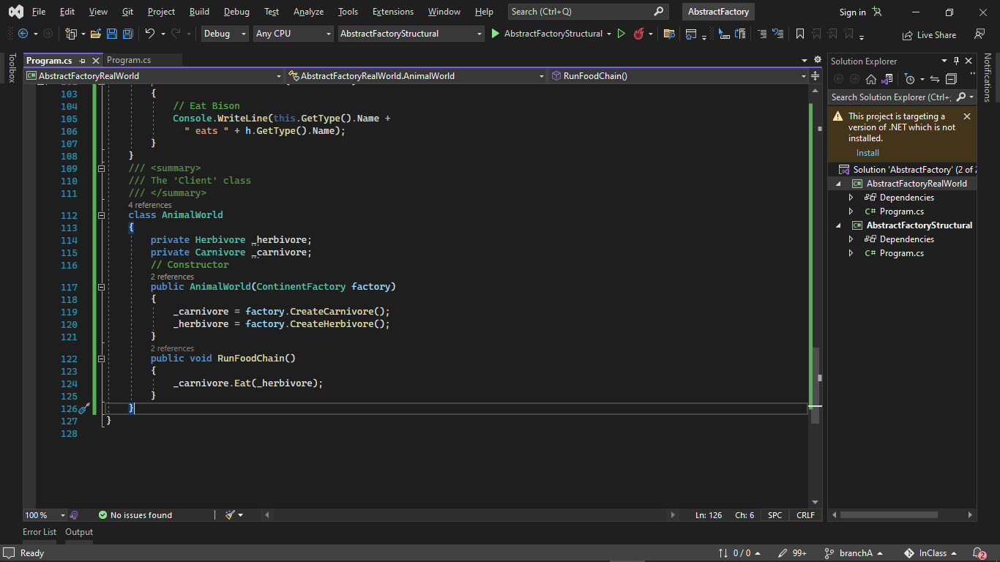 File Edit View Git Project Build Debug Test Analyze Tools Extensions Window Help Search (Ctrl+Q) AbstractFactory Sign in
Debug Any CPU AbstractFactoryStructural AbstractFactoryStructural Live Share
Toolbox
Program.cs Program.cs
AbstractFactoryRealWorld AbstractFactoryRealWorld.AnimalWorld RunFoodChain()
103 {
104 // Eat Bison
105 Console.WriteLine(this.GetType().Name +
106 " eats " + h.GetType().Name);
107 }
108 }
109 /// <summary>
110 /// The 'Client' class
111 /// </summary>
4 references
112 class AnimalWorld
113 {
114 private Herbivore _herbivore;
115 private Carnivore _carnivore;
116 // Constructor
2 references
117 public AnimalWorld(ContinentFactory factory)
118 {
119 _carnivore = factory.CreateCarnivore();
120 _herbivore = factory.CreateHerbivore();
121 }
2 references
122 public void RunFoodChain()
123 {
124 _carnivore.Eat(_herbivore);
125 }
126 }
127 }
128
100 % No issues found Ln: 126 Ch: 6 SPC CRLF
Solution Explorer
Search Solution Explorer (Ctrl+;
This project is targeting a
version of .NET which is not
installed.
Install
Solution 'AbstractFactory' (2 of 2
C# AbstractFactoryRealWorld
Dependencies
C# Program.cs
C# AbstractFactoryStructural
Dependencies
C# Program.cs
Notifications
Error List Output
Ready 0 / 0 99+ branchA InClass 2